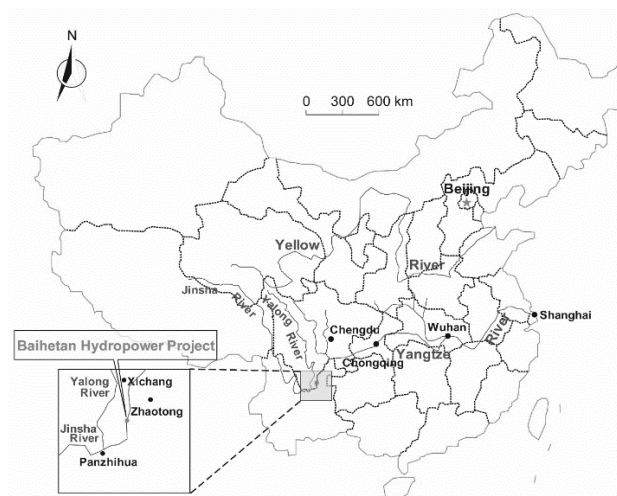 N
0 300 600 km
Beijing
Yellow
River
Jinsha
River
Yalong
River
Chengdu
Wuhan
Shanghai
River
Yangtze
Chongqing
Baihetan Hydropower Project
Yalong
River
Xichang
Zhaotong
Jinsha
River
Panzhihua